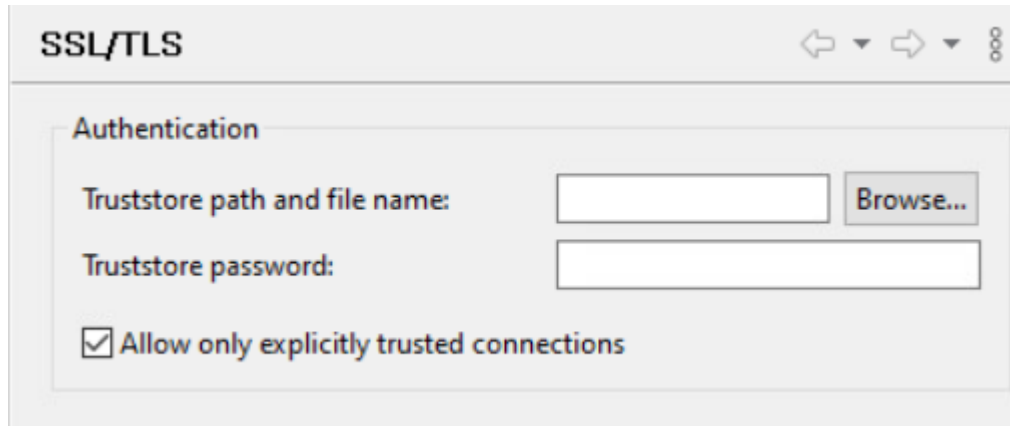 SSL/TLS
Authentication
Truststore path and file name:
Browse...
Truststore password:
Allow only explicitly trusted connections